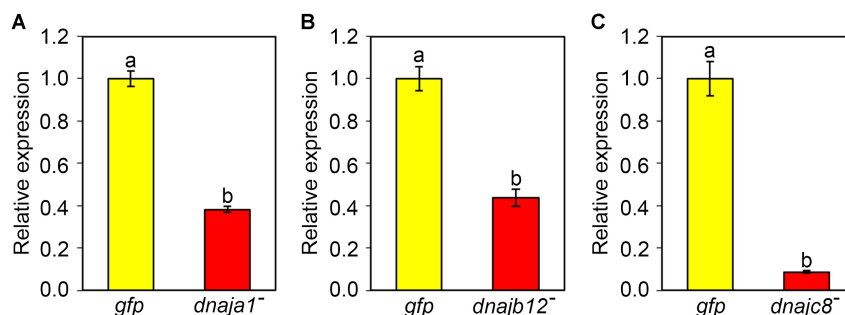 A
Relative expression
1.2
1.0
0.8
0.6
0.4
0.2
0.0
a
b
gfp dnaja1⁻
B
Relative expression
1.2
1.0
0.8
0.6
0.4
0.2
0.0
a
b
gfp dnajb12⁻
C
Relative expression
1.2
1.0
0.8
0.6
0.4
0.2
0.0
a
b
gfp dnajc8⁻